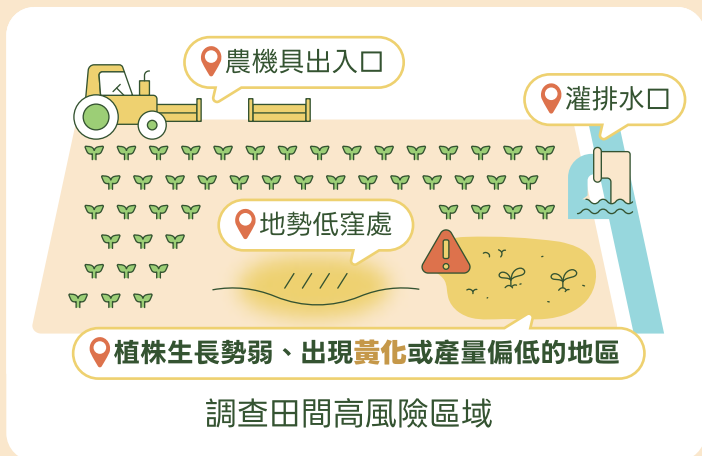 農機具出入口
灌排水口
地勢低窪處
植株生長勢弱、出現黃化或產量偏低的地區
調查田間高風險區域